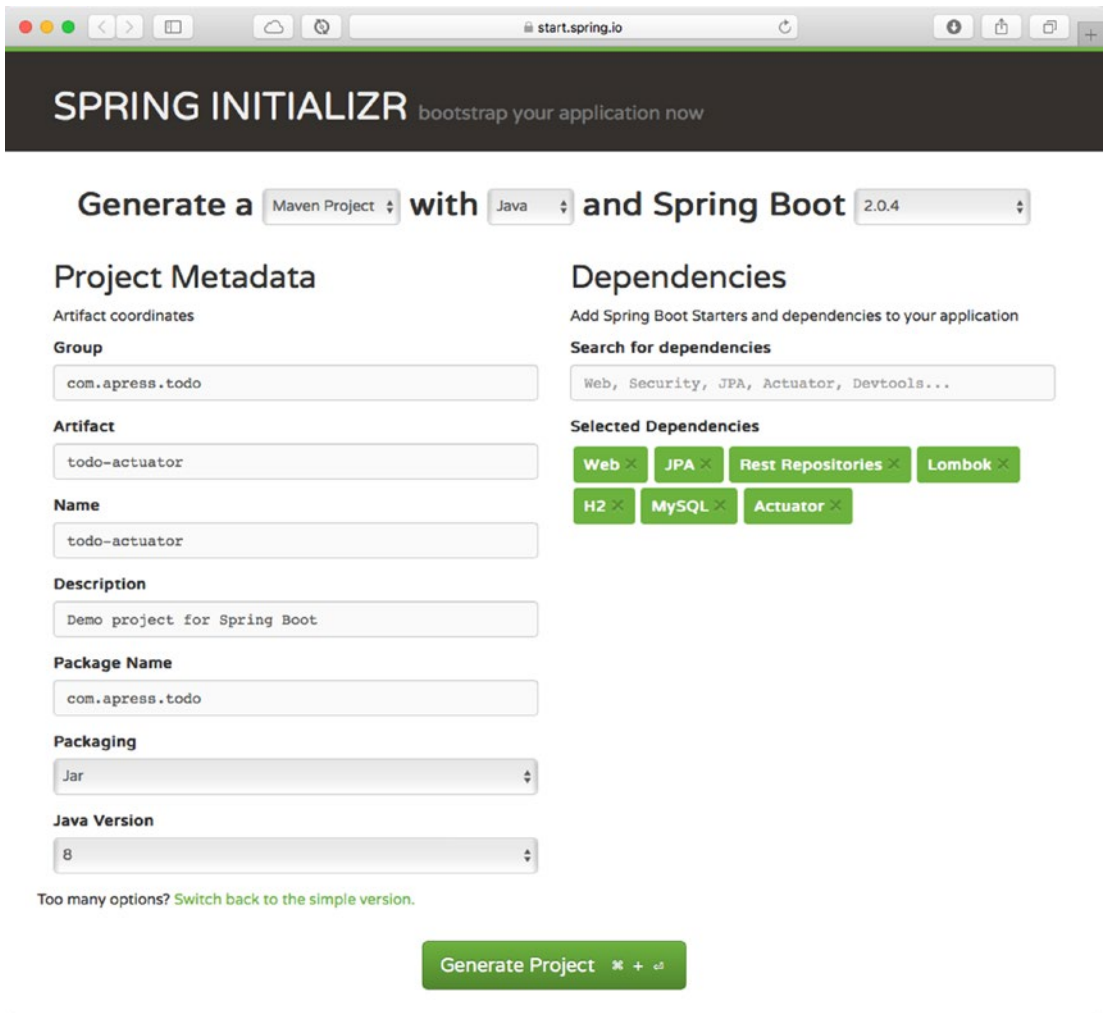 start.spring.io
SPRING INITIALIZR bootstrap your application now
Generate a Maven Project with Java and Spring Boot 2.0.4
Project Metadata
Artifact coordinates
Group
com.apress.todo
Artifact
todo-actuator
Name
todo-actuator
Description
Demo project for Spring Boot
Package Name
com.apress.todo
Packaging
Jar
Java Version
8
Too many options? Switch back to the simple version.
Dependencies
Add Spring Boot Starters and dependencies to your application
Search for dependencies
Web, Security, JPA, Actuator, Devtools...
Selected Dependencies
Web × JPA × Rest Repositories × Lombok ×
H2 × MySQL × Actuator ×
Generate Project ⌘ + ⏎